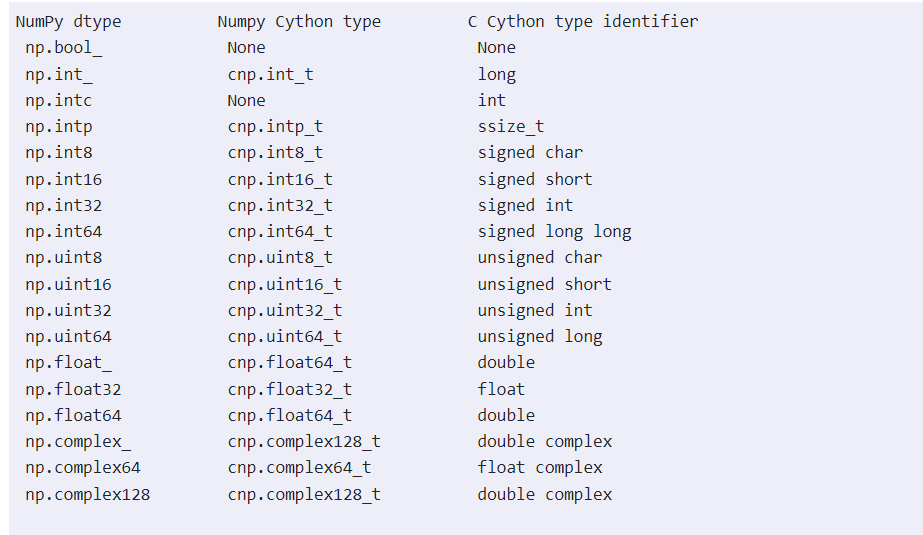 NumPy dtype Numpy Cython type C Cython type identifier
np.bool_ None None
np.int_ cnp.int_t long
np.intc None int
np.intp cnp.intp_t ssize_t
np.int8 cnp.int8_t signed char
np.int16 cnp.int16_t signed short
np.int32 cnp.int32_t signed int
np.int64 cnp.int64_t signed long long
np.uint8 cnp.uint8_t unsigned char
np.uint16 cnp.uint16_t unsigned short
np.uint32 cnp.uint32_t unsigned int
np.uint64 cnp.uint64_t unsigned long
np.float_ cnp.float64_t double
np.float32 cnp.float32_t float
np.float64 cnp.float64_t double
np.complex_ cnp.complex128_t double complex
np.complex64 cnp.complex64_t float complex
np.complex128 cnp.complex128_t double complex